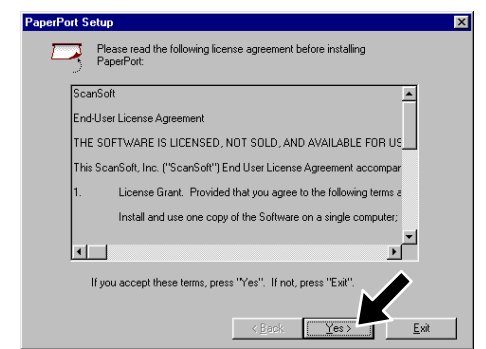 PaperPort Setup
Please read the following license agreement before installing
PaperPort:
ScanSoft
End-User License Agreement
THE SOFTWARE IS LICENSED, NOT SOLD, AND AVAILABLE FOR US
This ScanSoft, Inc. ("ScanSoft") End User License Agreement accompan
1. License Grant. Provided that you agree to the following terms a
Install and use one copy of the Software on a single computer;
If you accept these terms, press "Yes". If not, press "Exit".
< Back Yes > Exit